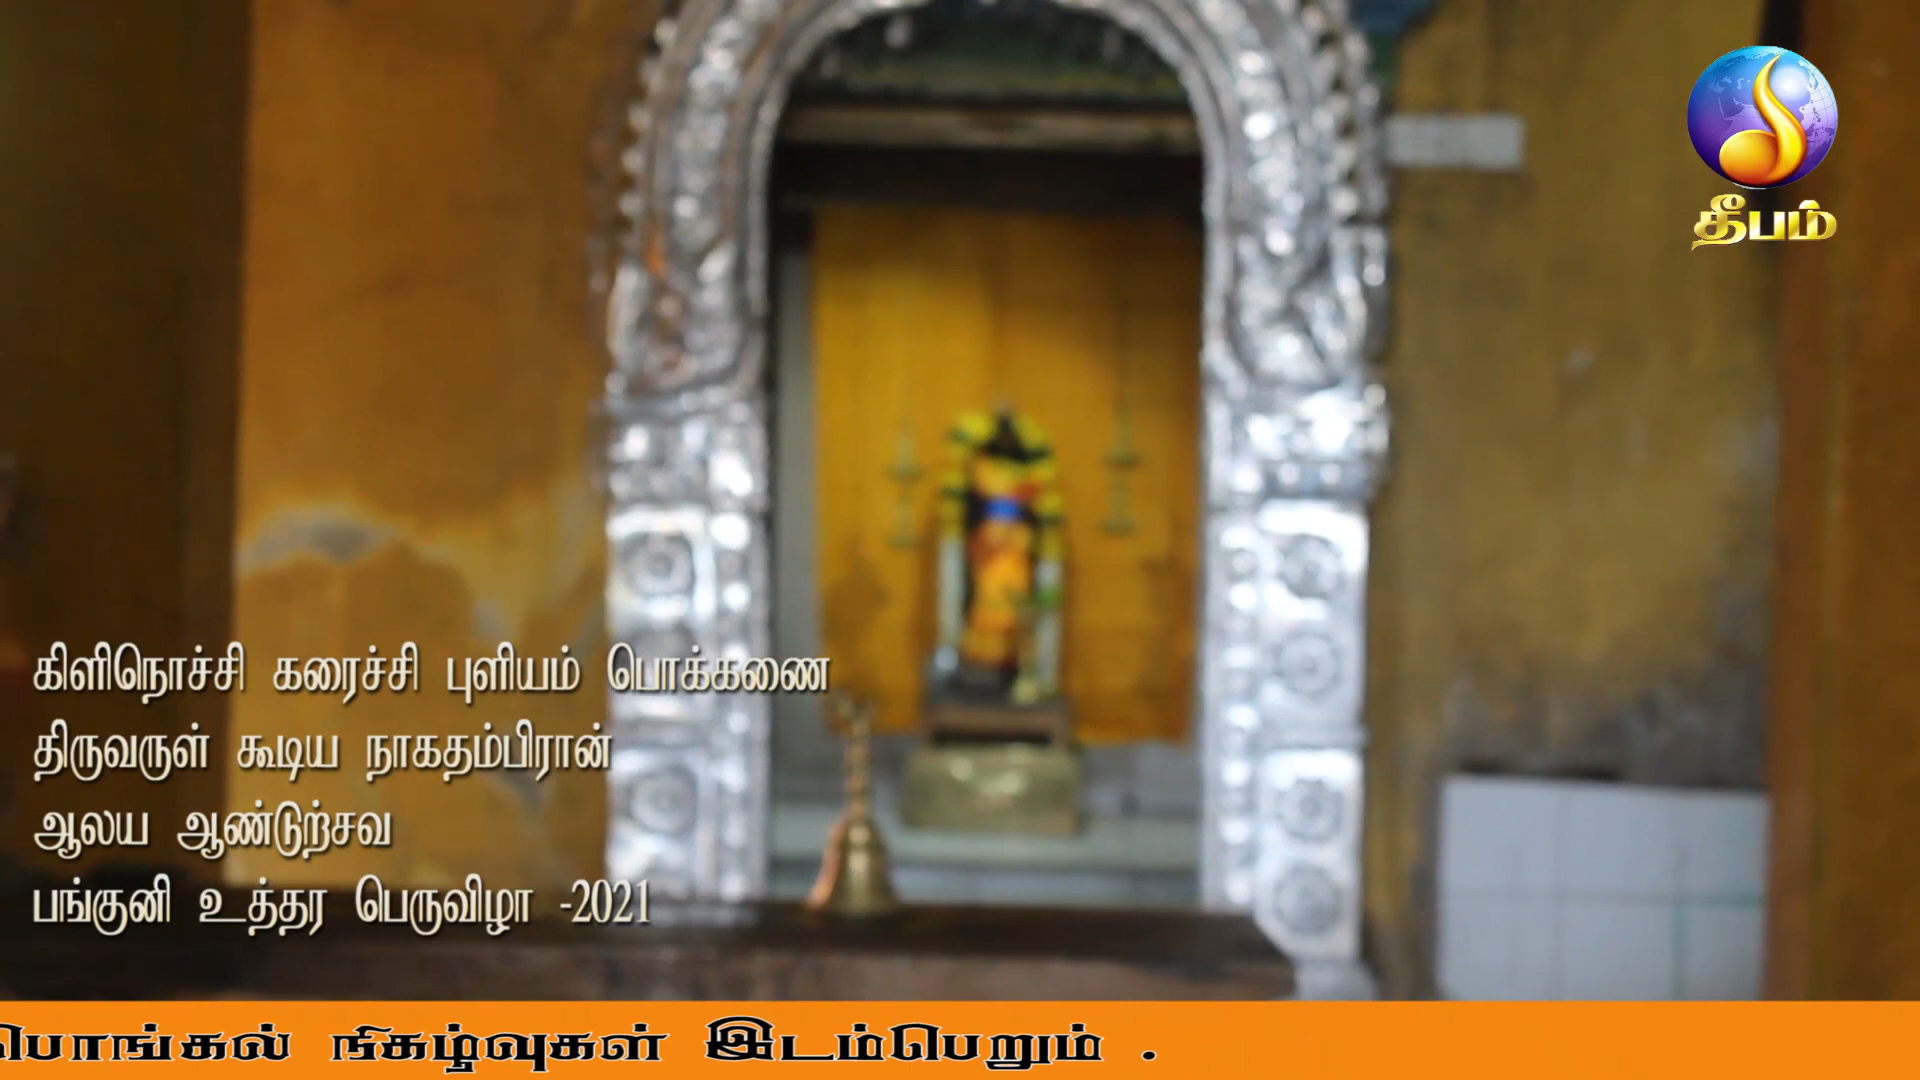 தீபம்
கிளிநொச்சி கரைச்சி புளியம் பொக்கணை
திருவருள் கூடிய நாகதம்பிரான்
ஆலய ஆண்டுற்சவ
பங்குனி உத்தர பெருவிழா -2021
பொங்கல் நிகழ்வுகள் இடம்பெறும் .